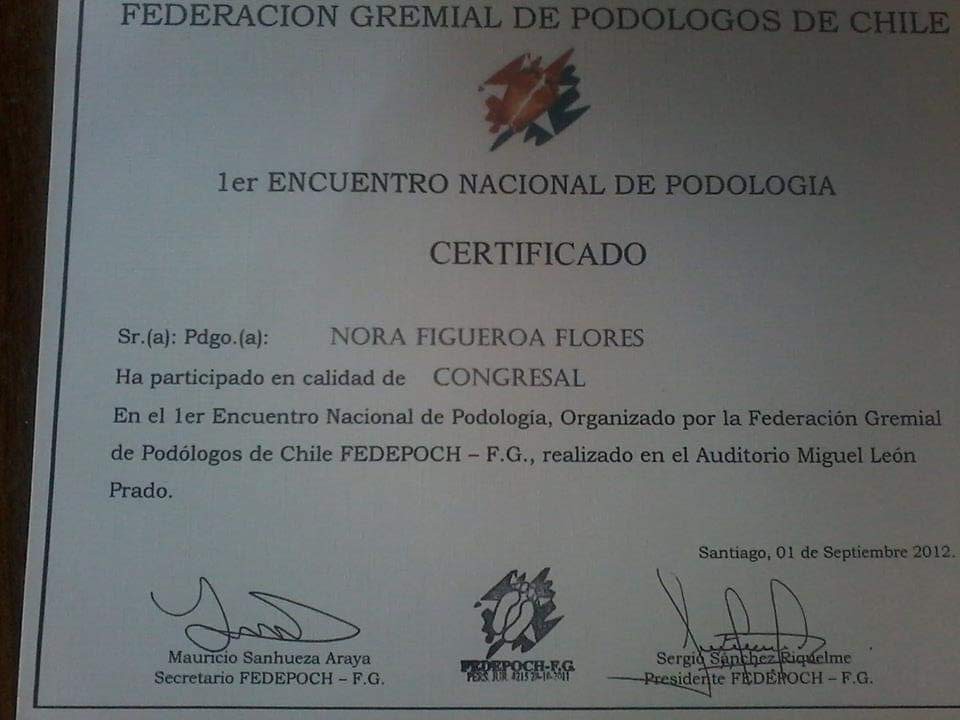 FEDERACION GREMIAL DE PODOLOGOS DE CHILE
1er ENCUENTRO NACIONAL DE PODOLOGIA
CERTIFICADO
Sr.(a): Pdgo.(a): NORA FIGUEROA FLORES
Ha participado en calidad de CONGRESAL
En el 1er Encuentro Nacional de Podología, Organizado por la Federación Gremial
de Podólogos de Chile FEDEPOCH – F.G., realizado en el Auditorio Miguel León
Prado.
Santiago, 01 de Septiembre 2012.
Mauricio Sanhueza Araya
Secretario FEDEPOCH – F.G.
FEDEPOCH-F.G.
PERS. JUR.
Sergio Sánchez Riquelme
Presidente FEDEPOCH – F.G.